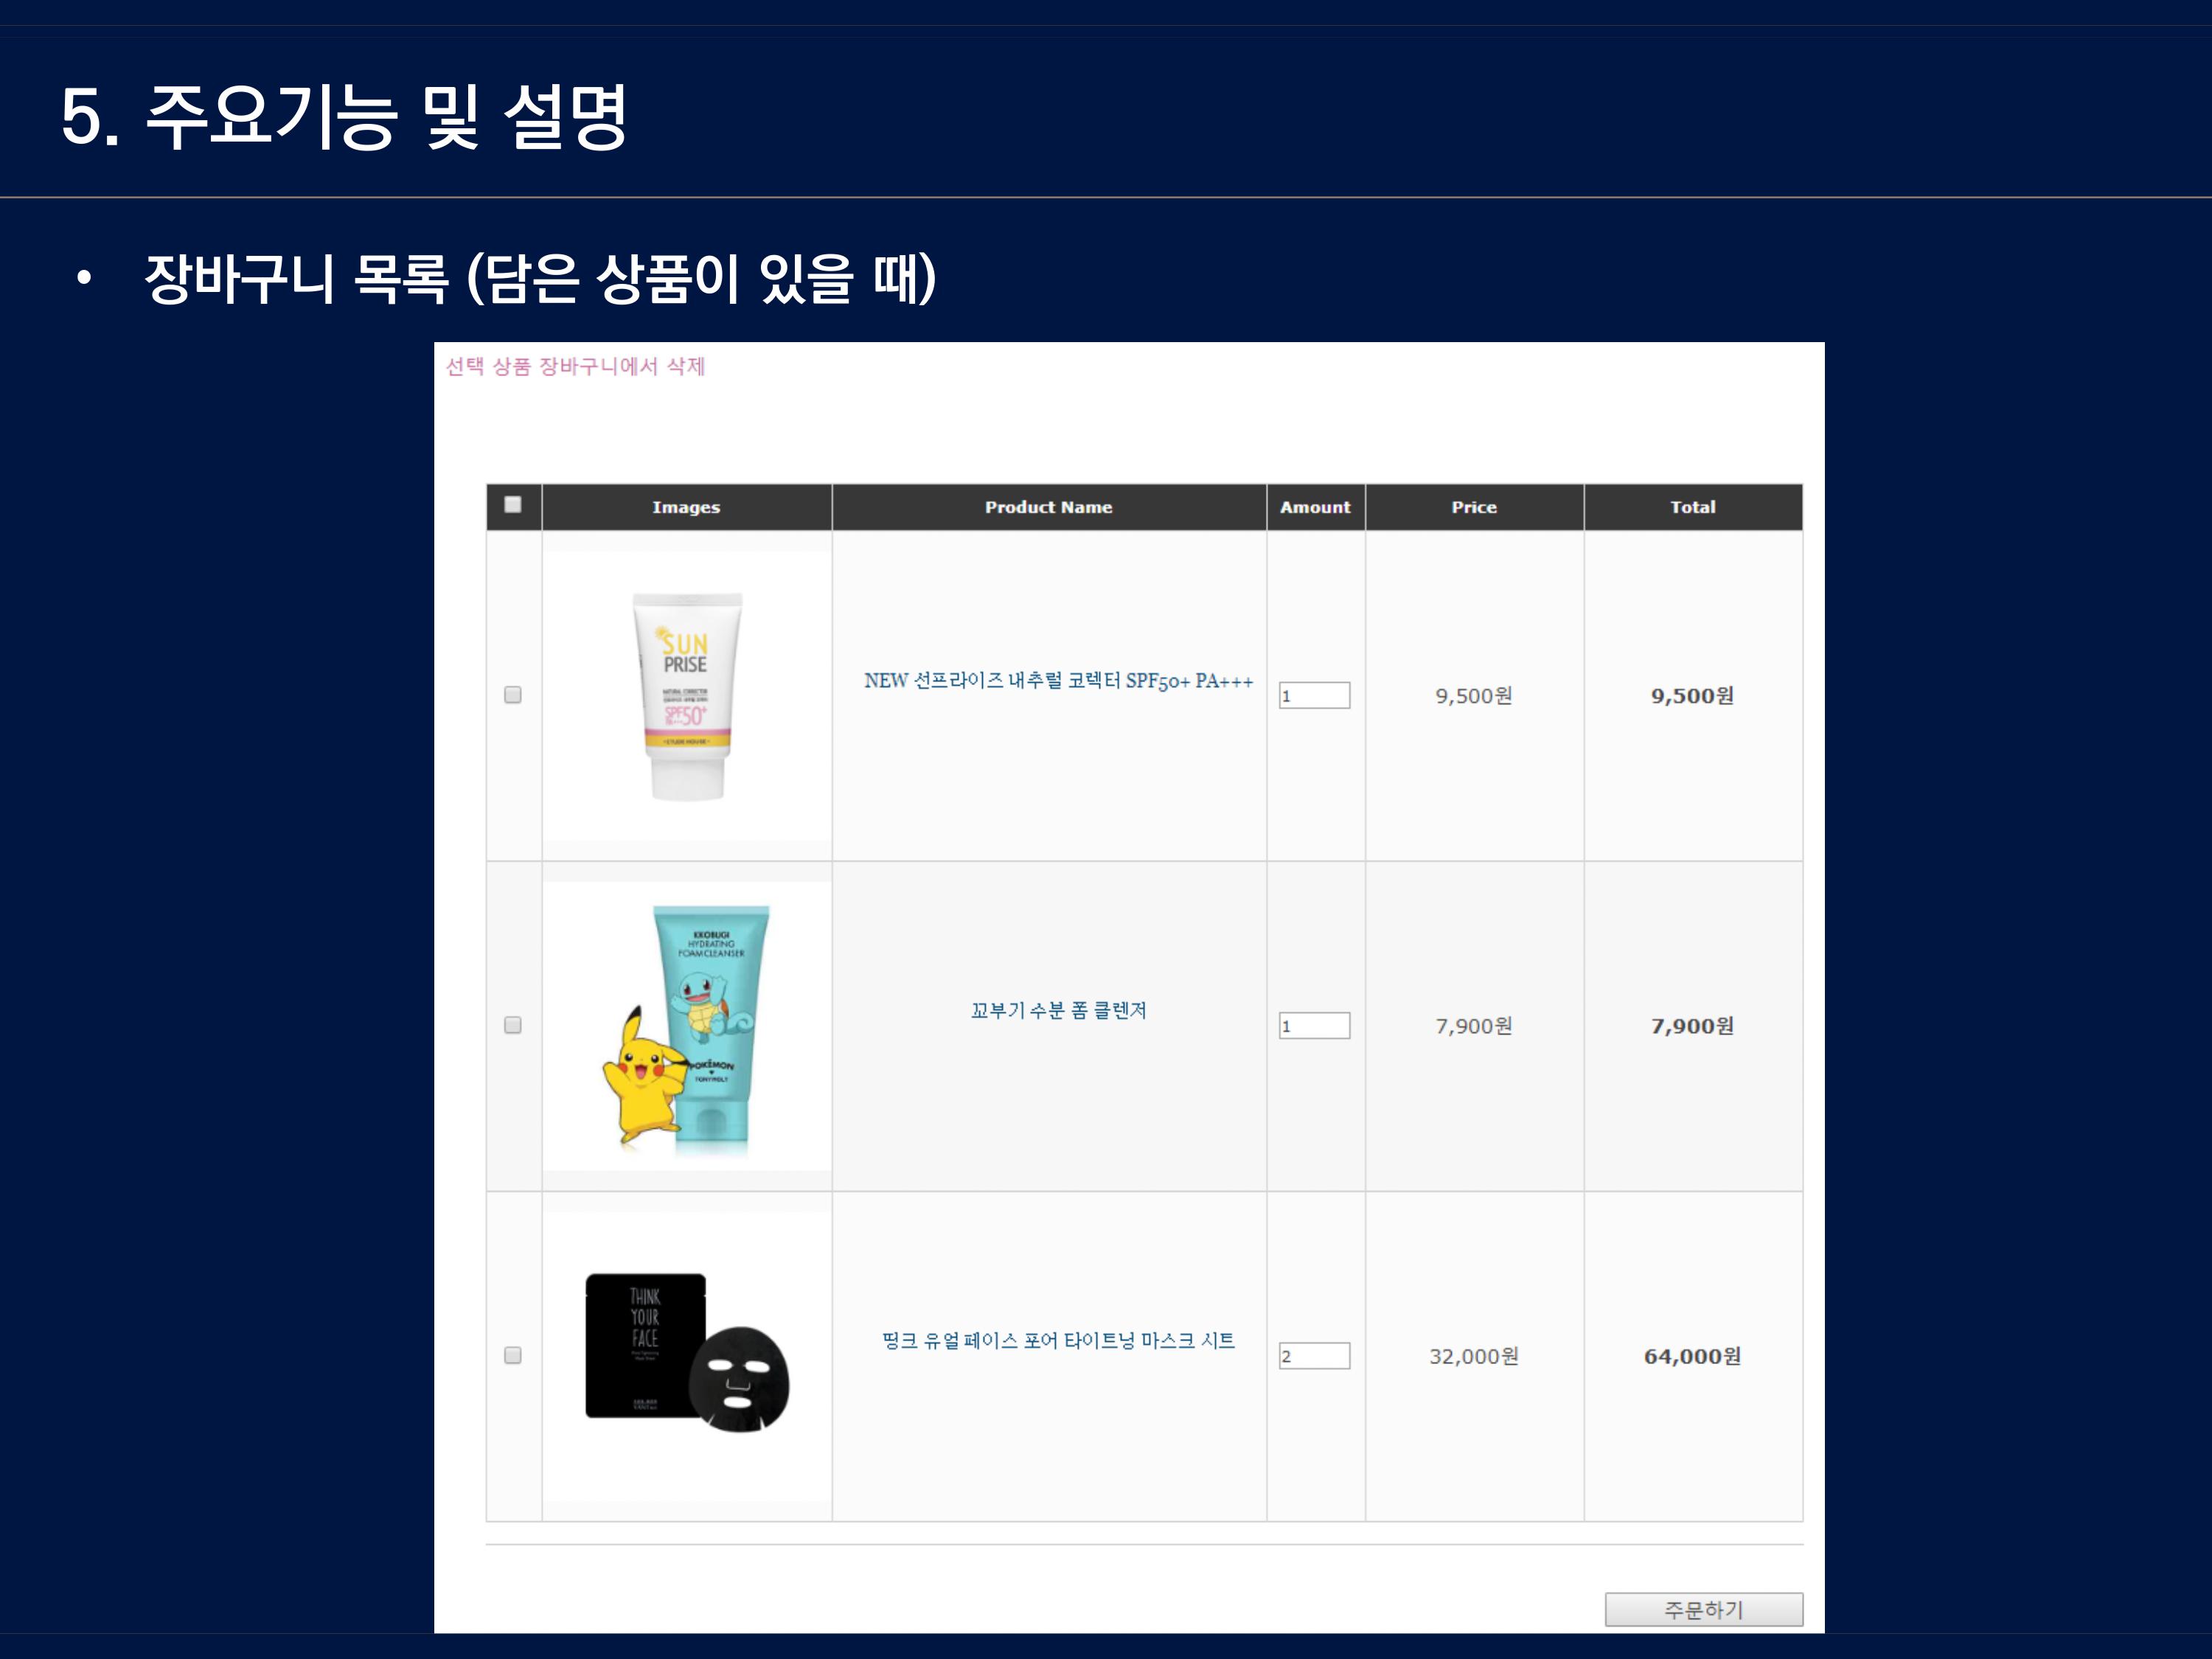 5. 주요기능 및 설명
• 장바구니 목록 (담은 상품이 있을 때)
선택 상품 장바구니에서 삭제
Images Product Name Amount Price Total
SUN
PRISE
SPF50+
NEW 선프라이즈 내추럴 코렉터 SPF50+ PA+++ 1 9,500원 9,500원
KKOBUGI
HYDRATING
FOAM CLEANSER
POKÉMON
TONYMOLY
꼬부기 수분 폼 클렌저 1 7,900원 7,900원
THINK
YOUR
FACE
띵크 유얼 페이스 포어 타이트닝 마스크 시트 2 32,000원 64,000원
주문하기